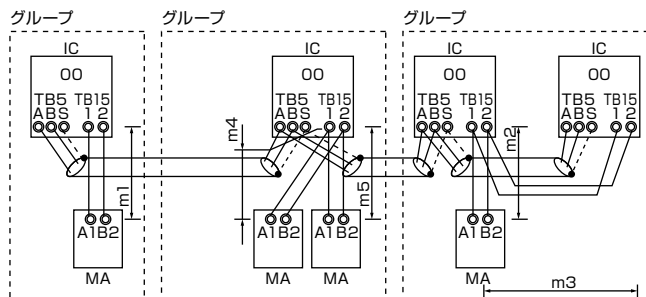 グループ
グループ
グループ
IC
IC
IC
IC
00
00
00
00
TB5
TB15
TB5
TB15
TB5
TB15
TB5
TB15
ABS
1 2
ABS
1 2
ABS
1 2
ABS
1 2
m1
m4
m5
m2
A1B2
A1B2
A1B2
A1B2
MA
MA
MA
MA
m3